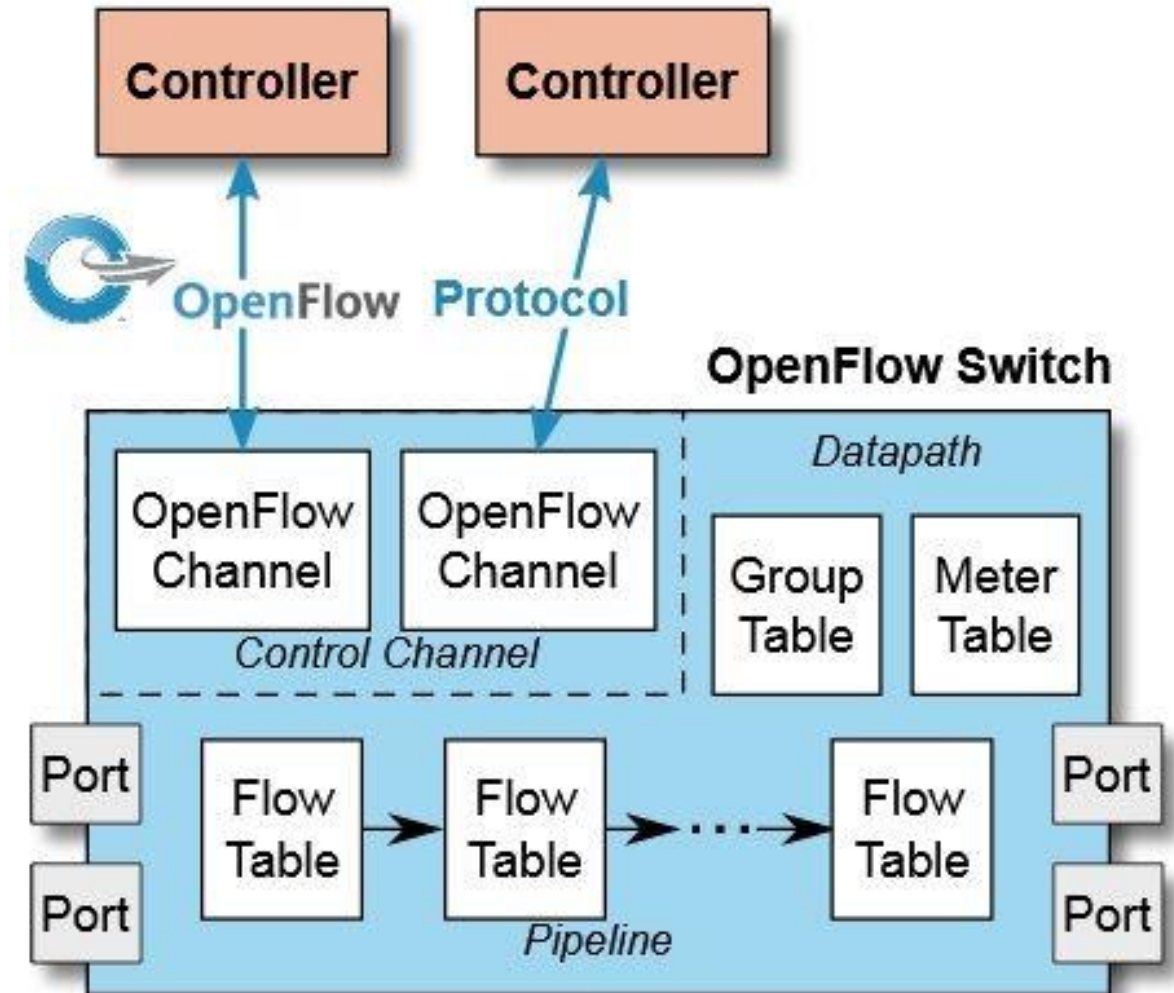 Controller
Controller
OpenFlow
Protocol
OpenFlow Switch
Datapath
OpenFlow
Channel
OpenFlow
Channel
Control Channel
Group
Table
Meter
Table
Port
Port
Flow
Table
Flow
Table
...
Flow
Table
Pipeline
Port
Port